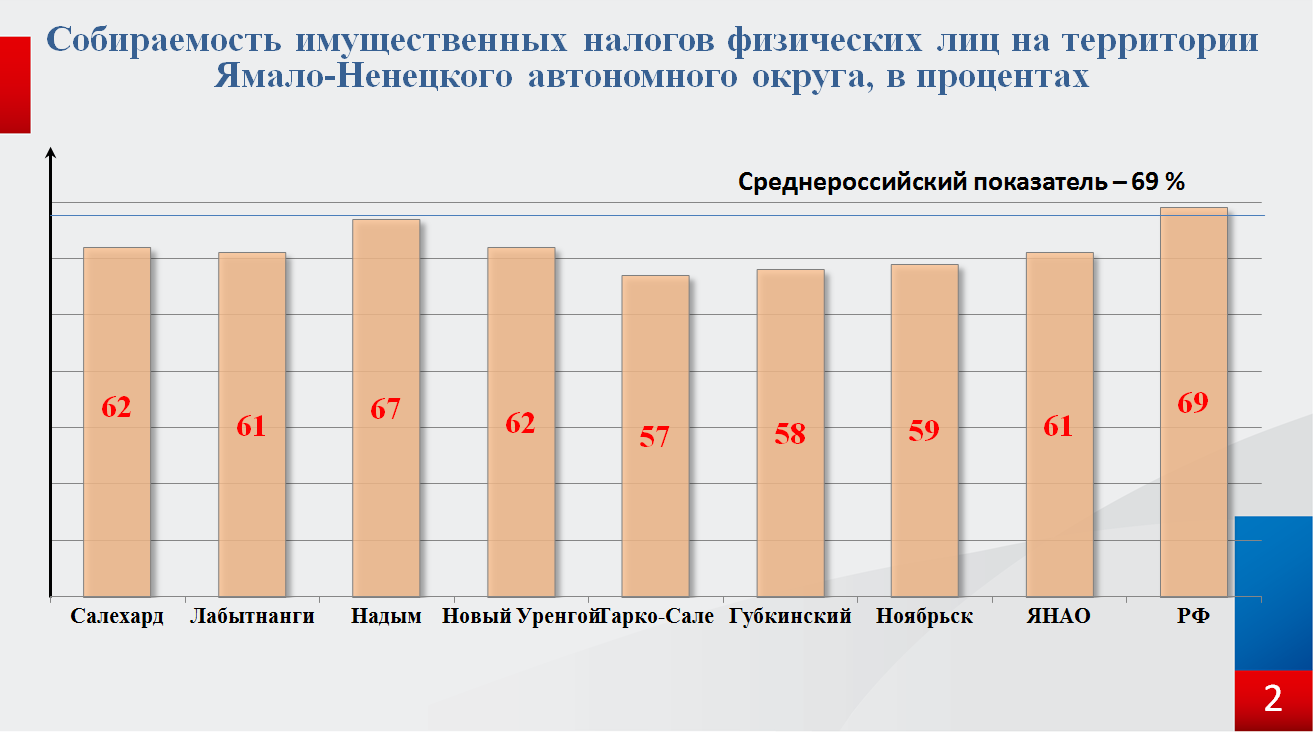 Собираемость имущественных налогов физических лиц на территории
Ямало-Ненецкого автономного округа, в процентах
Среднероссийский показатель – 69 %
62 61 67 62 57 58 59 61 69
Салехард Лабытнанги Надым Новый Уренгой Тарко-Сале Губкинский Ноябрьск ЯНАО РФ
2